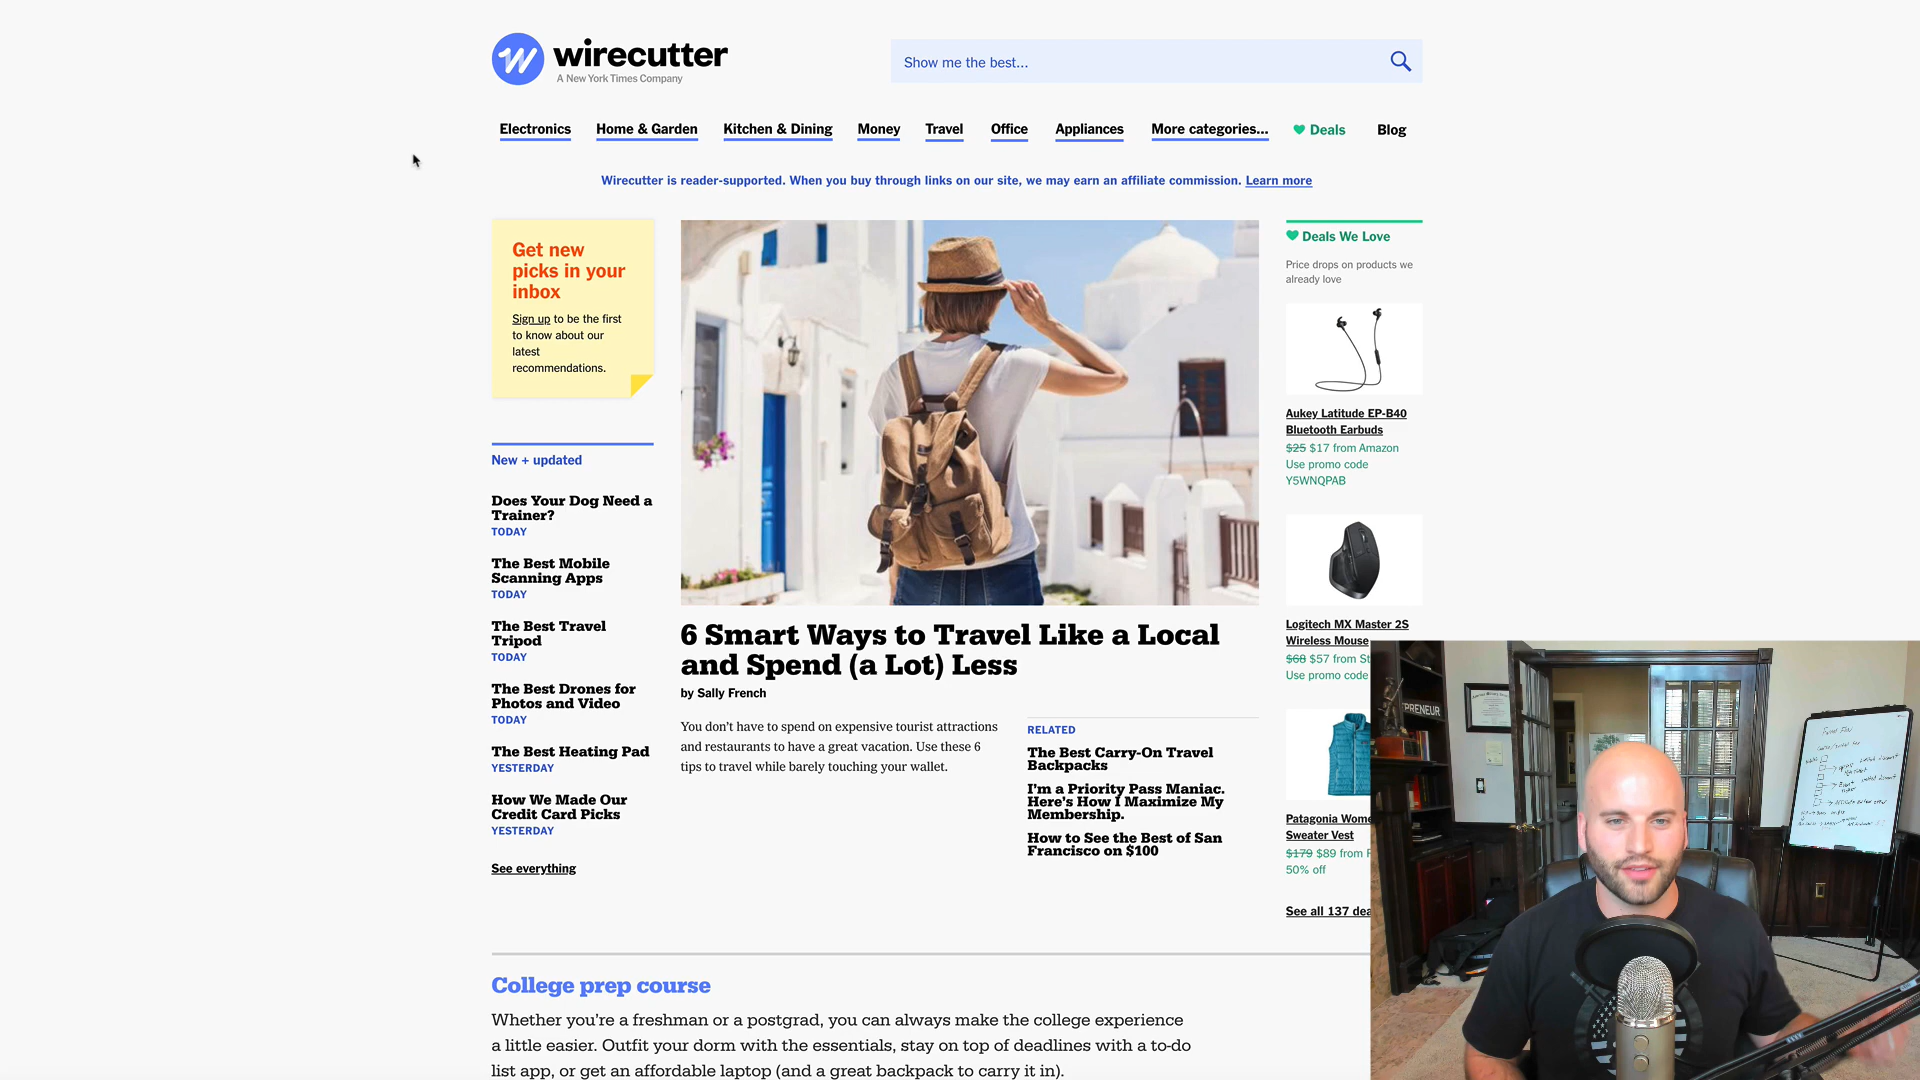 wirecutter
A New York Times Company
Show me the best...
Electronics Home & Garden Kitchen & Dining Money Travel Office Appliances More categories... Deals Blog
Wirecutter is reader-supported. When you buy through links on our site, we may earn an affiliate commission. Learn more
Get new
picks in your
inbox
Sign up to be the first
to know about our
latest
recommendations.
New + updated
Does Your Dog Need a
Trainer?
TODAY
The Best Mobile
Scanning Apps
TODAY
The Best Travel
Tripod
TODAY
The Best Drones for
Photos and Video
TODAY
The Best Heating Pad
YESTERDAY
How We Made Our
Credit Card Picks
YESTERDAY
See everything
6 Smart Ways to Travel Like a Local
and Spend (a Lot) Less
by Sally French
You don't have to spend on expensive tourist attractions
and restaurants to have a great vacation. Use these 6
tips to travel while barely touching your wallet.
RELATED
The Best Carry-On Travel
Backpacks
I'm a Priority Pass Maniac.
Here's How I Maximize My
Membership.
How to See the Best of San
Francisco on $100
Deals We Love
Price drops on products we
already love
Aukey Latitude EP-B40
Bluetooth Earbuds
$25 $17 from Amazon
Use promo code
Y5WNQPAB
Logitech MX Master 2S
Wireless Mouse
$68 $57 from St
Use promo code
Patagonia Wome
Sweater Vest
$179 $89 from
50% off
See all 137 dea
College prep course
Whether you're a freshman or a postgrad, you can always make the college experience
a little easier. Outfit your dorm with the essentials, stay on top of deadlines with a to-do
list app, or get an affordable laptop (and a great backpack to carry it in).
PRENEUR